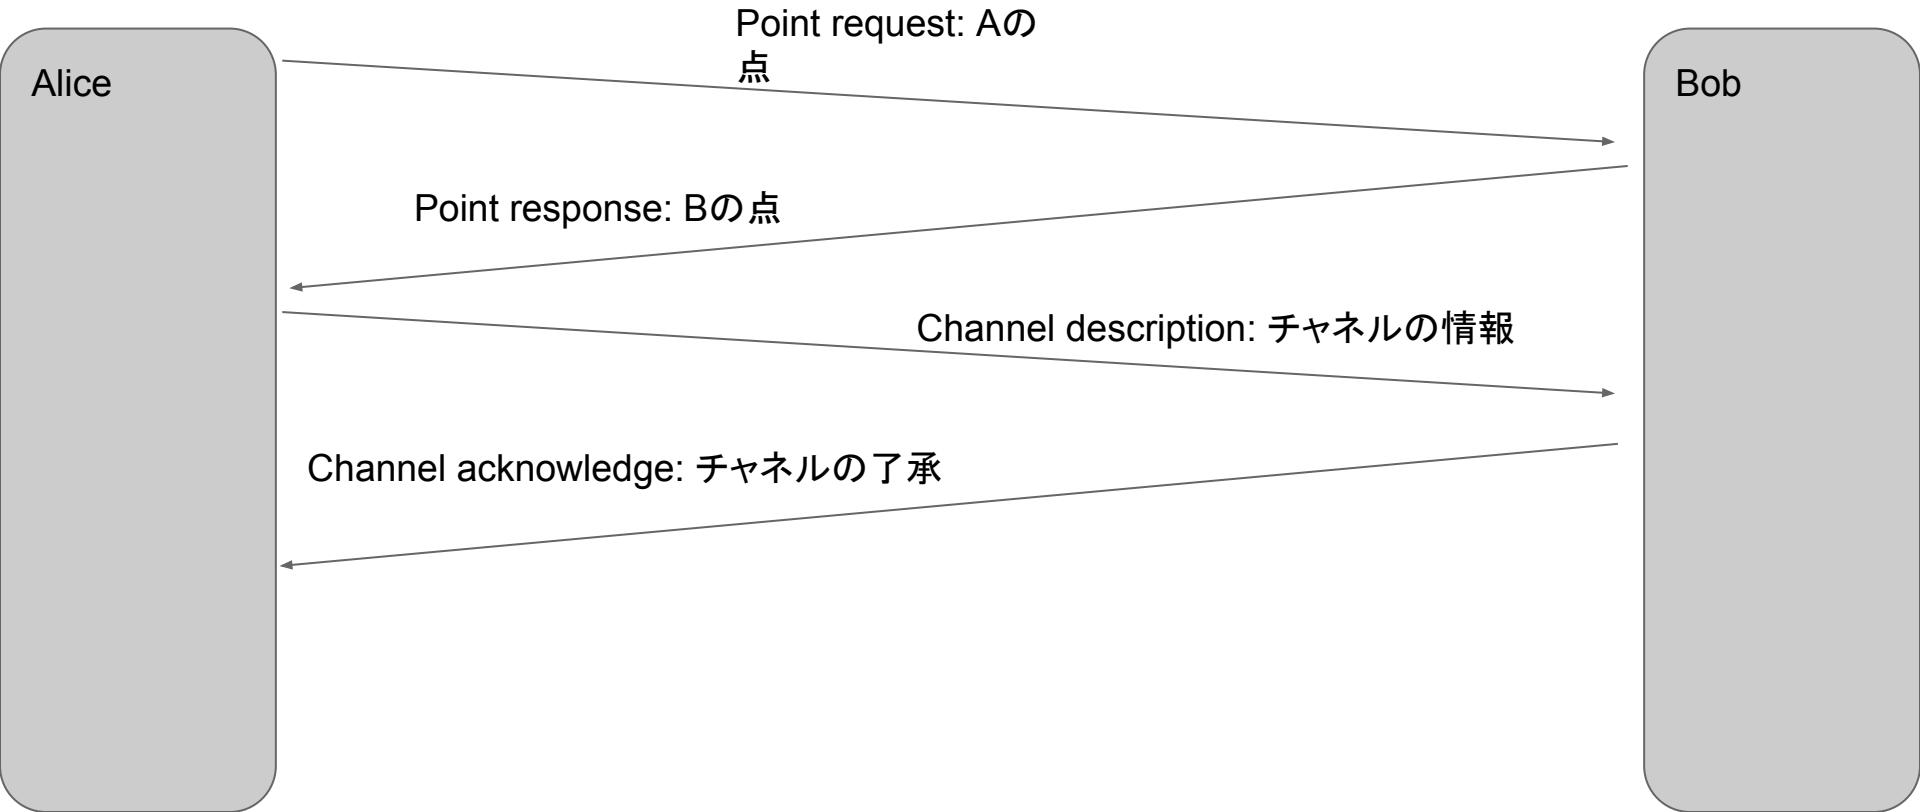 Alice
Point request: Aの
点
Bob
Point response: Bの点
Channel description: チャネルの情報
Channel acknowledge: チャネルの了承